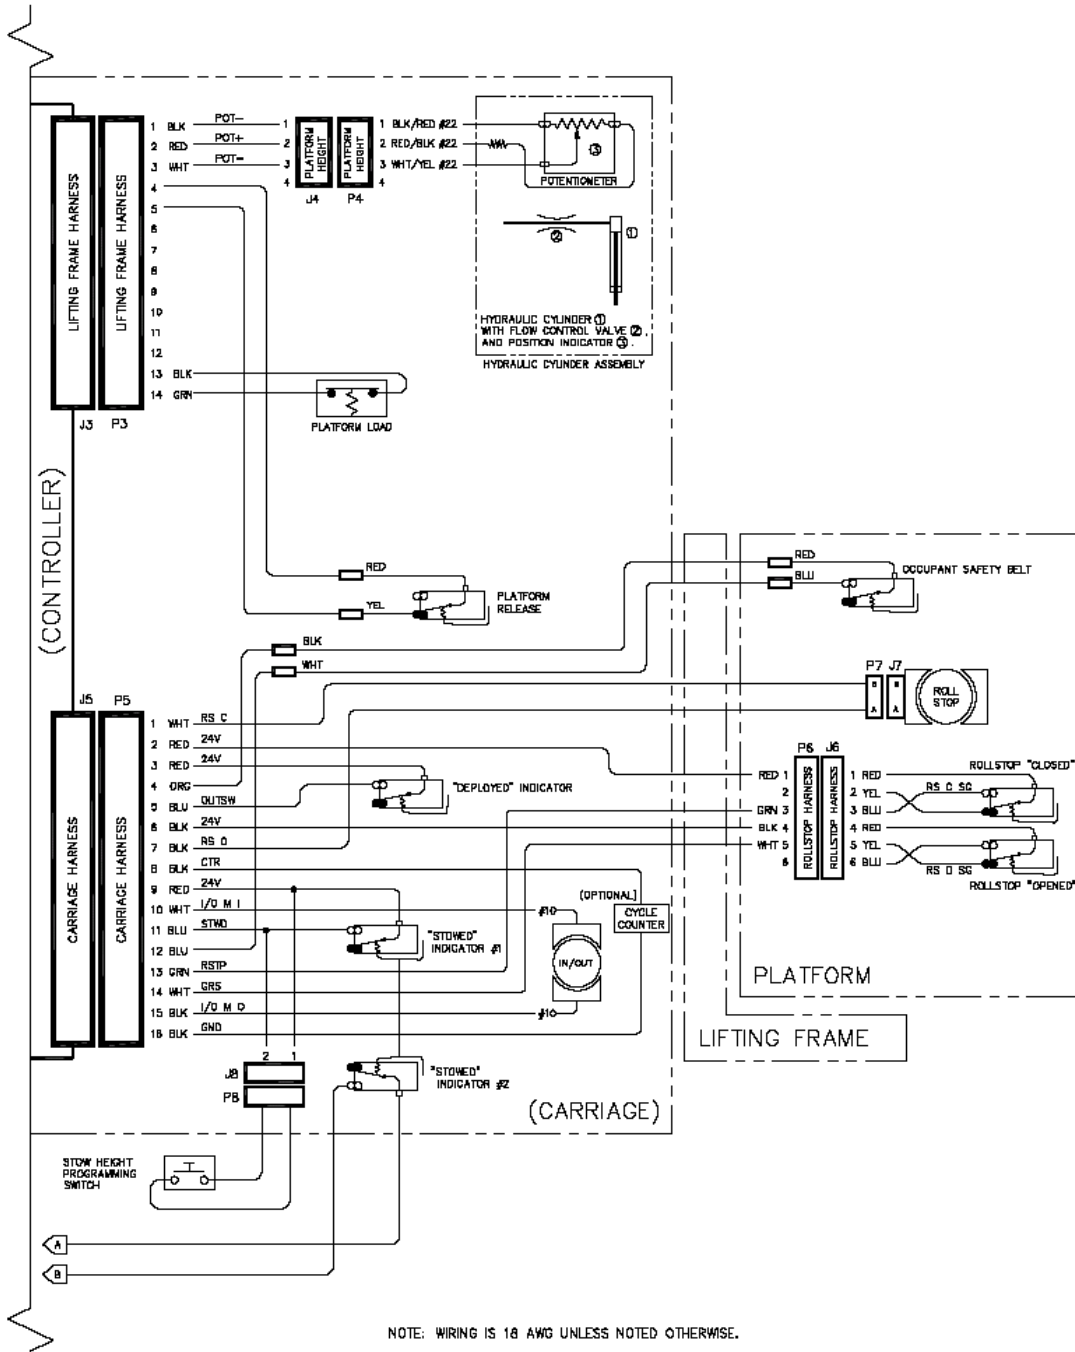 1 BLK POT- 1
2 RED POT+ 2
3 WHT POT= 3
4
4
5
6
7
8
9
10
11
12
13 BLK
14 GRN
LIFTING FRAME HARNESS
LIFTING FRAME HARNESS
J3 P3
PLATFORM HEIGHT
PLATFORM HEIGHT
J4 P4
1 BLK/RED #22
2 RED/BLK #22
3 WHT/YEL #22
4
③
POTENTIOMETER
②
①
HYDRAULIC CYLINDER ①
WITH FLOW CONTROL VALVE ②,
AND POSITION INDICATOR ③.
HYDRAULIC CYLINDER ASSEMBLY
PLATFORM LOAD
(CONTROLLER)
RED
YEL
PLATFORM
RELEASE
BLK
WHT
RED
BLU
OCCUPANT SAFETY BELT
P7 J7
B B
A A
ROLL
STOP
J5 P5
CARRIAGE HARNESS
CARRIAGE HARNESS
1 WHT RS C
2 RED 24V
3 RED 24V
4 ORG
5 BLU OUTSW
6 BLK 24V
7 BLK RS O
8 BLK CTR
9 RED 24V
10 WHT I/O M I
11 BLU STWD
12 BLU
13 GRN RSTP
14 WHT GRS
15 BLK I/O M O
16 BLK GND
"DEPLOYED" INDICATOR
"STOWED"
INDICATOR #1
#10
#10
IN/OUT
(OPTIONAL)
CYCLE
COUNTER
P6 J6
ROLLSTOP HARNESS
ROLLSTOP HARNESS
RED 1
2
GRN 3
BLK 4
WHT 5
6
1 RED
2 YEL
3 BLU
4 RED
5 YEL
6 BLU
ROLLSTOP "CLOSED"
RS C SG
RS O SG
ROLLSTOP "OPENED"
PLATFORM
LIFTING FRAME
2 1
J8
P8
"STOWED"
INDICATOR #2
(CARRIAGE)
STOW HEIGHT
PROGRAMMING
SWITCH
A
B
NOTE: WIRING IS 18 AWG UNLESS NOTED OTHERWISE.